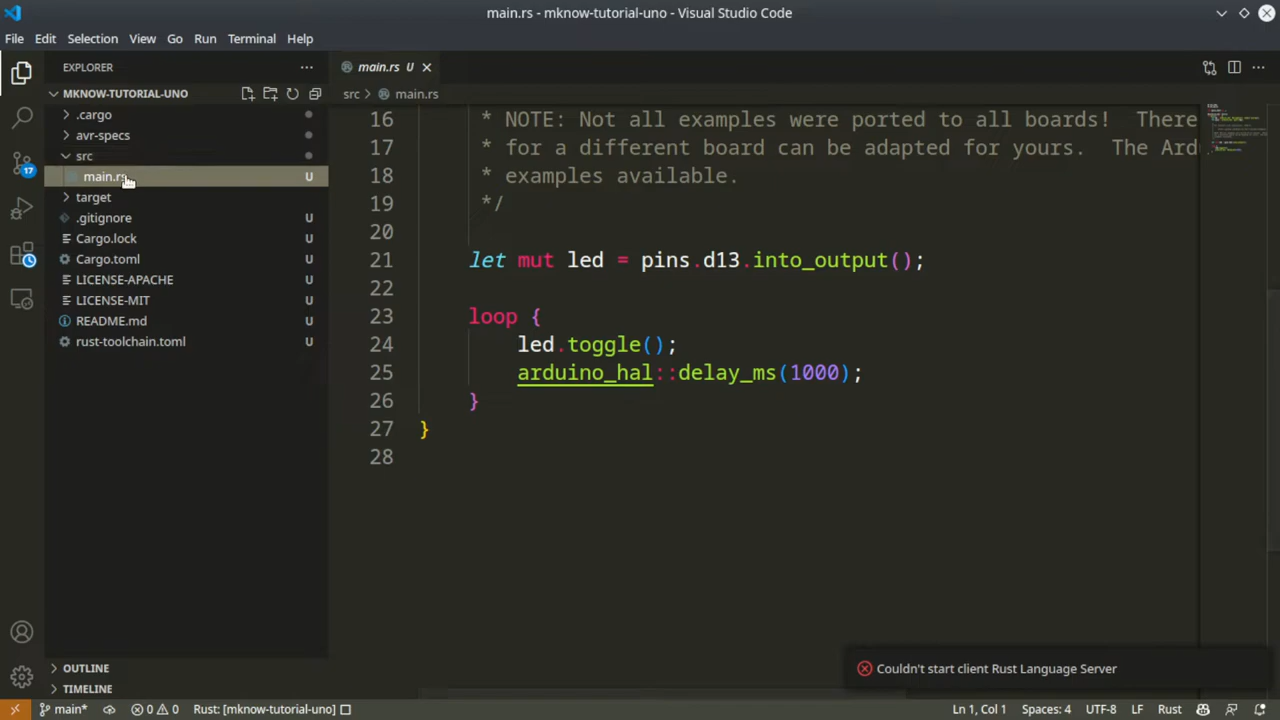 main.rs - mknow-tutorial-uno - Visual Studio Code
File Edit Selection View Go Run Terminal Help
EXPLORER
MKNOW-TUTORIAL-UNO
.cargo
avr-specs
src
main.rs U
target
.gitignore U
Cargo.lock U
Cargo.toml U
LICENSE-APACHE U
LICENSE-MIT U
README.md U
rust-toolchain.toml U
OUTLINE
TIMELINE
17
main.rs U
src > main.rs
16 * NOTE: Not all examples were ported to all boards! There
17 * for a different board can be adapted for yours. The Ard
18 * examples available.
19 */
20
21 let mut led = pins.d13.into_output();
22
23 loop {
24 led.toggle();
25 arduino_hal::delay_ms(1000);
26 }
27 }
28
Couldn't start client Rust Language Server
main* 0 0 Rust: [mknow-tutorial-uno] Ln 1, Col 1 Spaces: 4 UTF-8 LF Rust